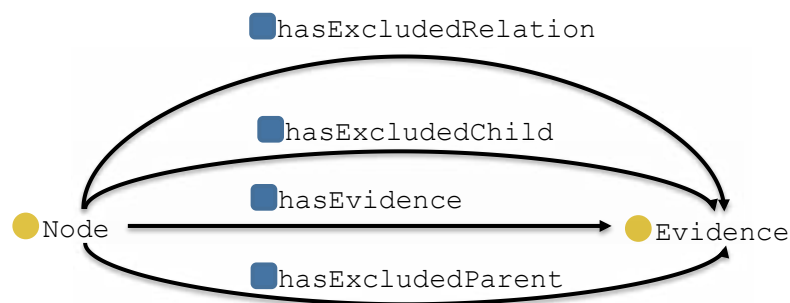 hasExcludedRelation
hasExcludedChild
hasEvidence
Node
Evidence
hasExcludedParent